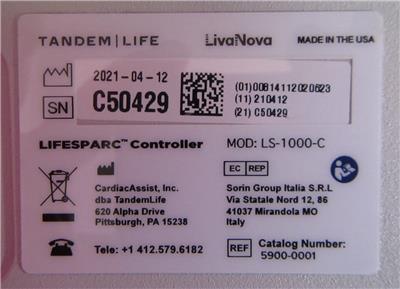 TANDEM | LIFE LivaNova MADE IN THE USA
2021-04-12
SN C50429
(01)00814112020623
(11) 210412
(21) C50429
LIFESPARC™ Controller MOD: LS-1000-C
EC REP
CardiacAssist, Inc.
dba TandemLife
620 Alpha Drive
Pittsburgh, PA 15238
Sorin Group Italia S.R.L
Via Statale Nord 12, 86
41037 Mirandola MO
Italy
Tele: +1 412.579.6182
REF Catalog Number:
5900-0001